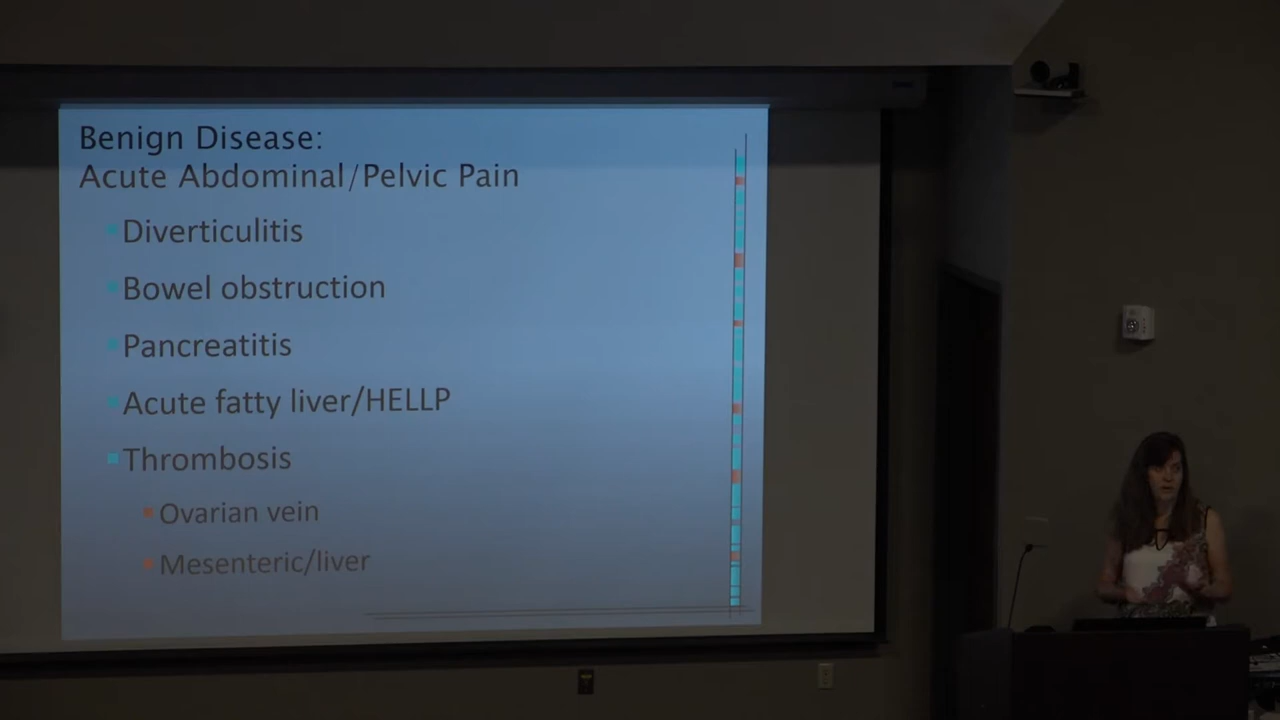 Benign Disease:
Acute Abdominal/Pelvic Pain
Diverticulitis
Bowel obstruction
Pancreatitis
Acute fatty liver/HELLP
Thrombosis
Ovarian vein
Mesenteric/liver